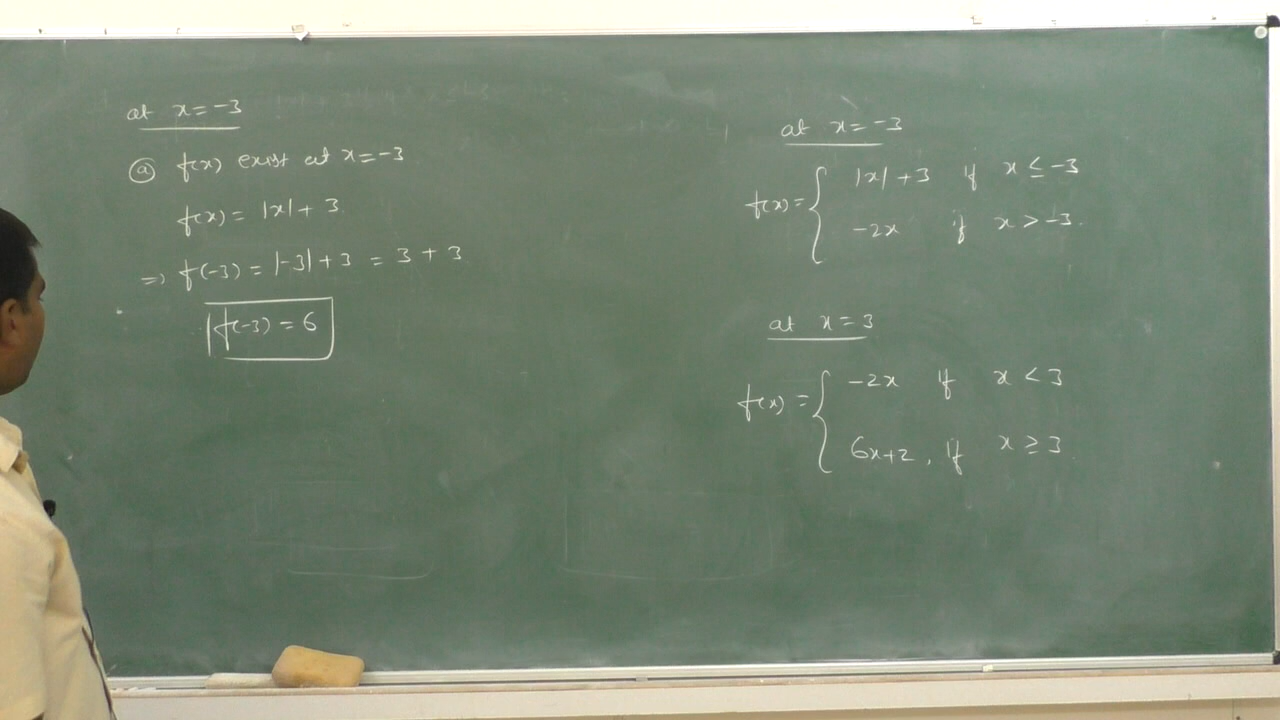 at x = -3
ⓐ f(x) exist at x = -3
f(x) = |x| + 3
⇒ f(-3) = |-3| + 3 = 3 + 3
f(-3) = 6
at x = -3
f(x) = { |x| + 3 if x ≤ -3
-2x if x > -3.
at x = 3
f(x) = { -2x if x < 3
6x+2, if x ≥ 3.